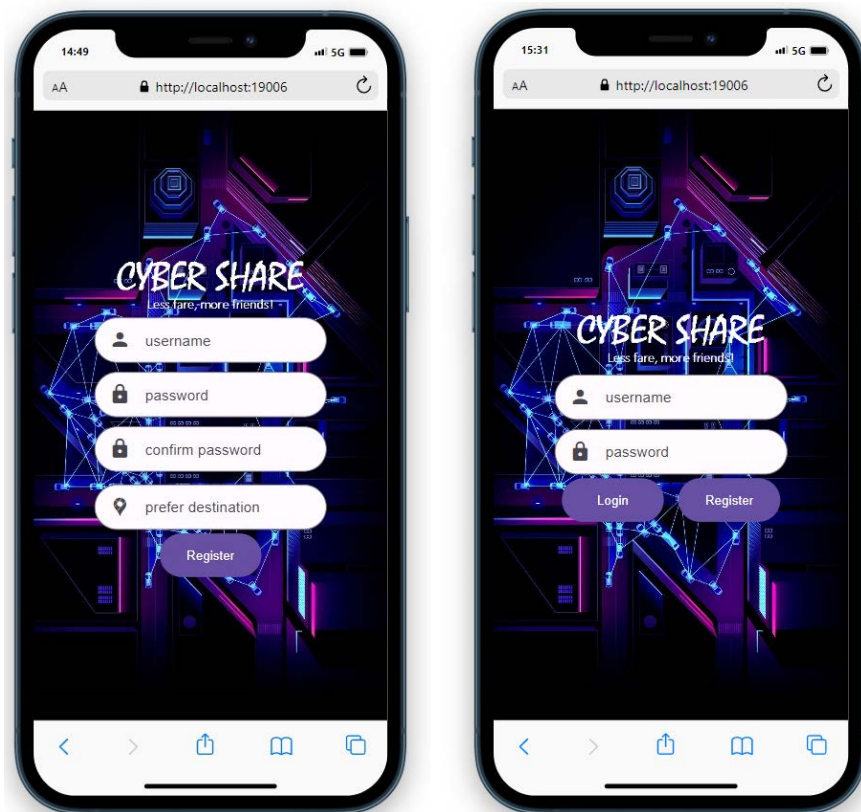 14:49
5G
AA http://localhost:19006
CYBER SHARE
Less fare, more friends!
username
password
confirm password
prefer destination
Register
15:31
5G
AA http://localhost:19006
CYBER SHARE
Less fare, more friends!
username
password
Login Register